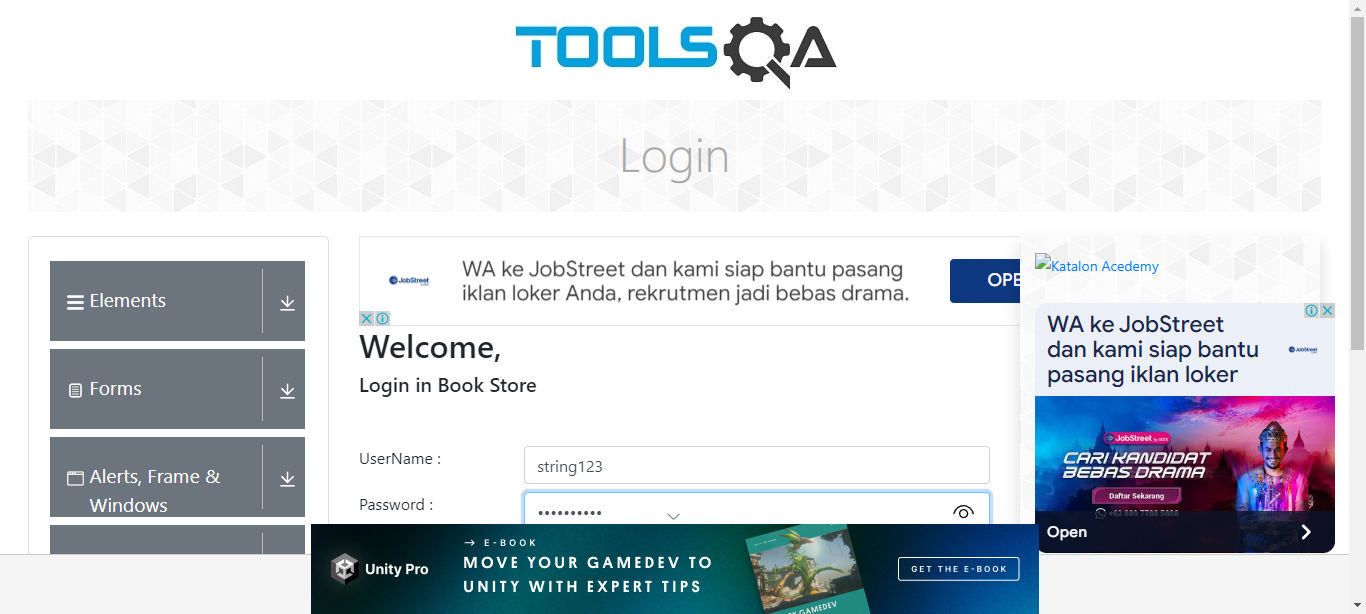 TOOLSQA
Login
Elements
Forms
Alerts, Frame &
Windows
JobStreet
WA ke JobStreet dan kami siap bantu pasang
iklan loker Anda, rekrutmen jadi bebas drama.
OPE
Welcome,
Login in Book Store
UserName :
string123
Password :
••••••••••
Katalon Acedemy
WA ke JobStreet
dan kami siap bantu
pasang iklan loker
JobStreet
JobStreet by SEEK
CARI KANDIDAT
BEBAS DRAMA
Daftar Sekarang
Open
Unity Pro
→ E-BOOK
MOVE YOUR GAMEDEV TO
UNITY WITH EXPERT TIPS
GET THE E-BOOK